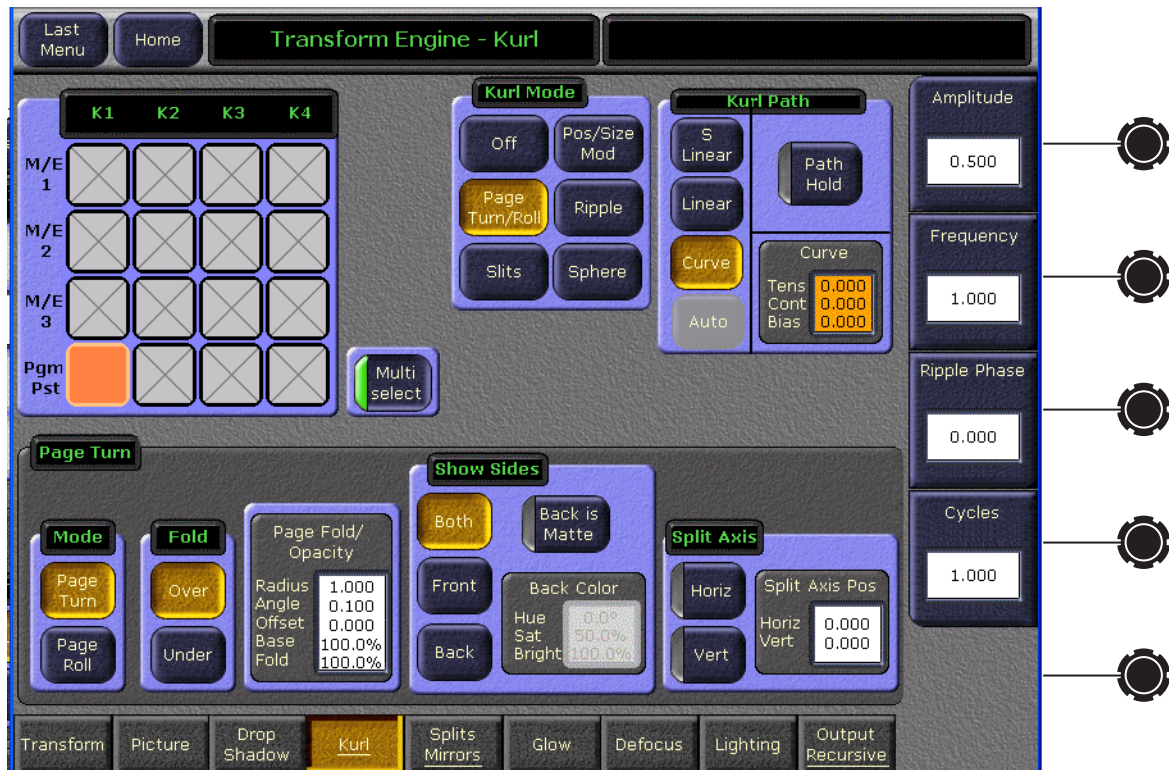 Last
Menu
Home
Transform Engine - Kurl
K1 K2 K3 K4
M/E
1
M/E
2
M/E
3
Pgm
Pst
Multi
select
Kurl Mode
Off
Pos/Size
Mod
Page
Turn/Roll
Ripple
Slits
Sphere
Kurl Path
S
Linear
Linear
Curve
Auto
Path
Hold
Curve
Tens 0.000
Cont 0.000
Bias 0.000
Amplitude
0.500
Frequency
1.000
Ripple Phase
0.000
Cycles
1.000
Page Turn
Mode
Page
Turn
Page
Roll
Fold
Over
Under
Page Fold/
Opacity
Radius 1.000
Angle 0.100
Offset 0.000
Base 100.0%
Fold 100.0%
Show Sides
Both
Front
Back
Back is
Matte
Back Color
Hue 0.0°
Sat 50.0%
Bright 100.0%
Split Axis
Horiz
Vert
Split Axis Pos
Horiz 0.000
Vert 0.000
Transform
Picture
Drop
Shadow
Kurl
Splits
Mirrors
Glow
Defocus
Lighting
Output
Recursive